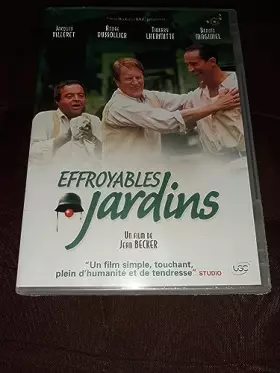 JACQUES VILLERET ANDRÉ DUSSOLLIER THIERRY LHERMITTE BENOÎT MAGIMEL
EFFROYABLES
jardins
UN FILM DE
JEAN BECKER
"Un film simple, touchant,
plein d'humanité et de tendresse" STUDIO
UGC